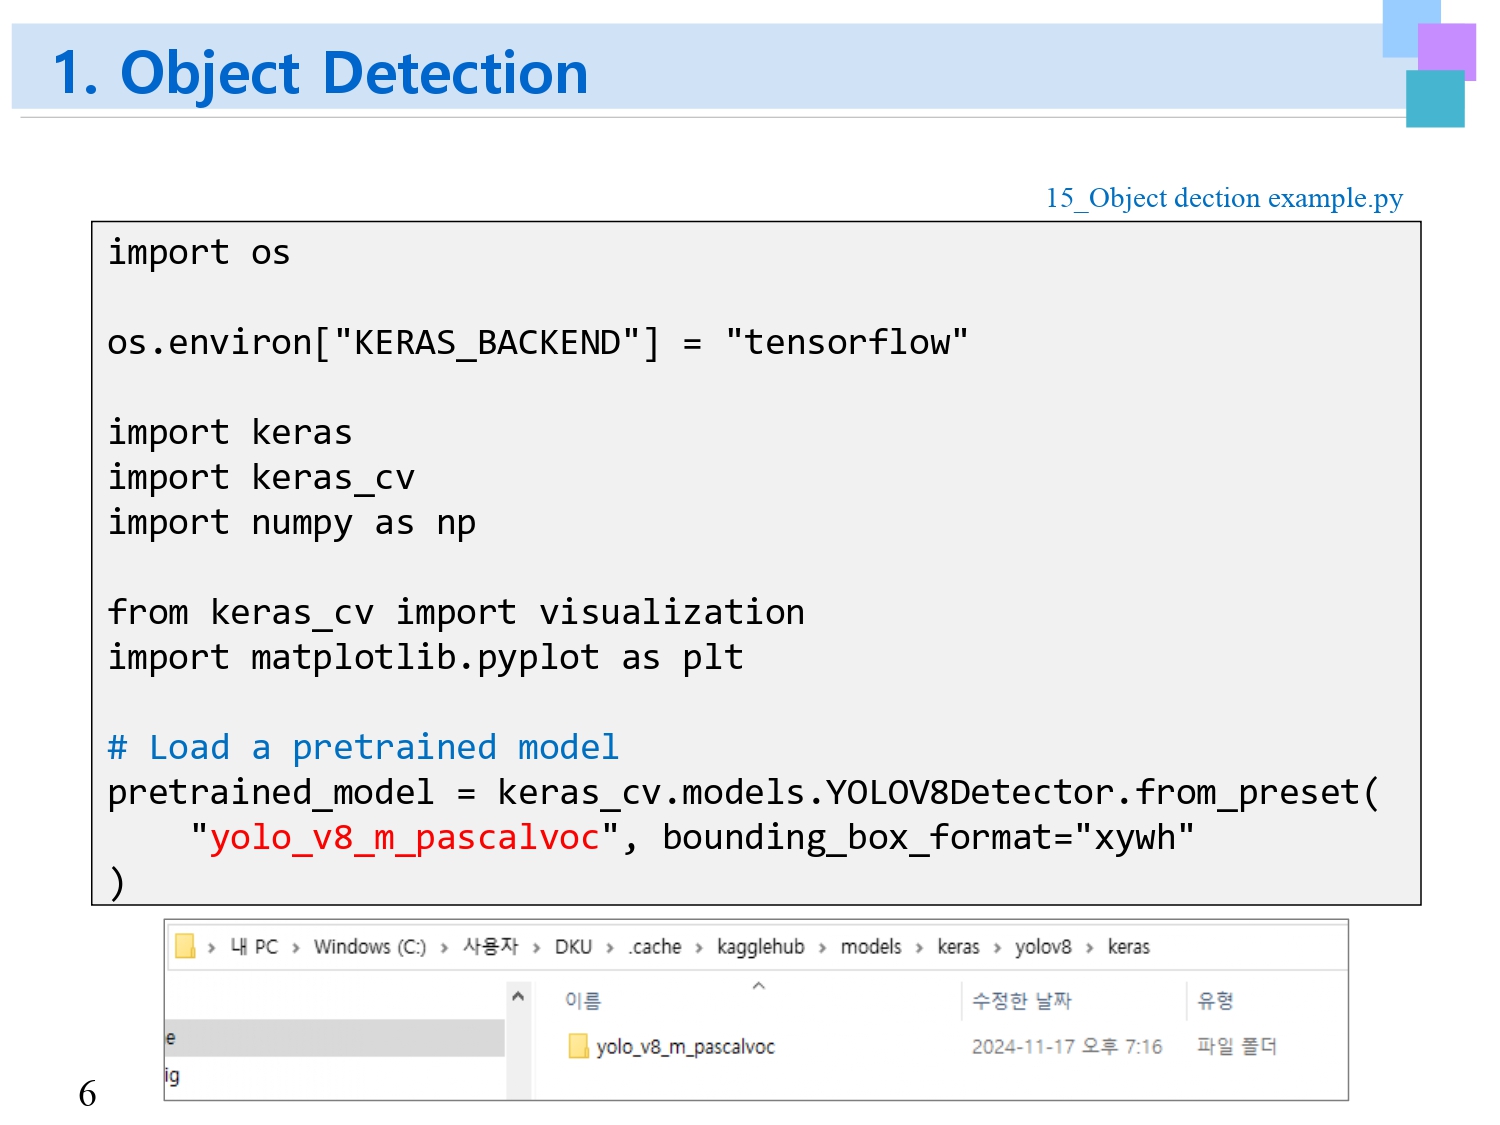 1. Object Detection
15_Object dection example.py
import os
os.environ["KERAS_BACKEND"] = "tensorflow"
import keras
import keras_cv
import numpy as np
from keras_cv import visualization
import matplotlib.pyplot as plt
# Load a pretrained model
pretrained_model = keras_cv.models.YOLOV8Detector.from_preset(
    "yolo_v8_m_pascalvoc", bounding_box_format="xywh"
)
› 내 PC › Windows (C:) › 사용자 › DKU › .cache › kagglehub › models › keras › yolov8 › keras
이름 수정한 날짜 유형
e
yolo_v8_m_pascalvoc 2024-11-17 오후 7:16 파일 폴더
ig
6